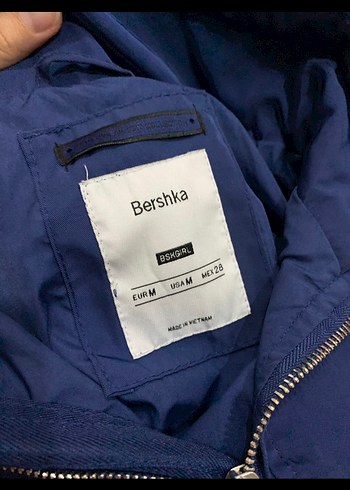 Bershka
BSKGIRL
EUR M USA M MEX 28
MADE IN VIETNAM